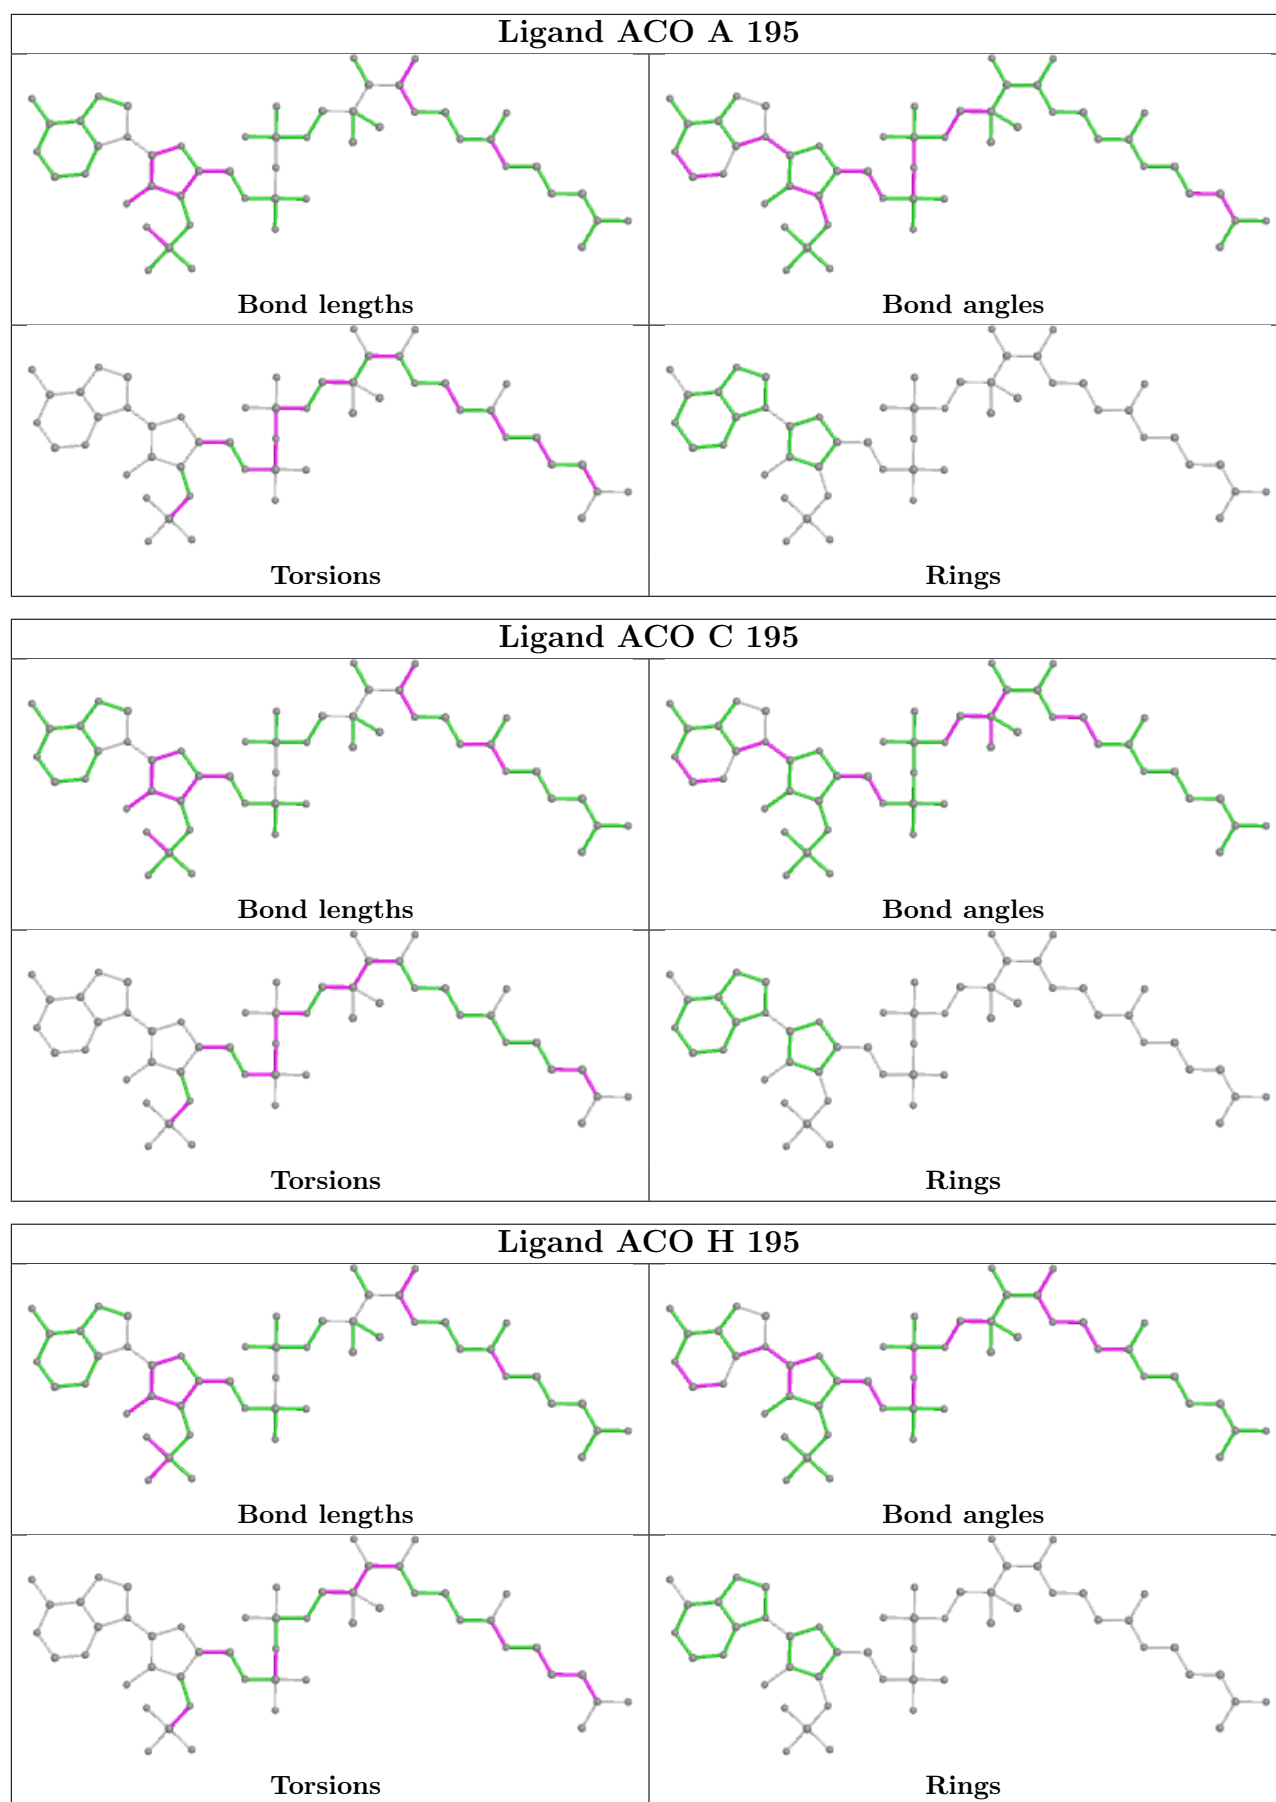 Ligand ACO A 195
Bond lengths
Bond angles
Torsions
Rings
Ligand ACO C 195
Bond lengths
Bond angles
Torsions
Rings
Ligand ACO H 195
Bond lengths
Bond angles
Torsions
Rings